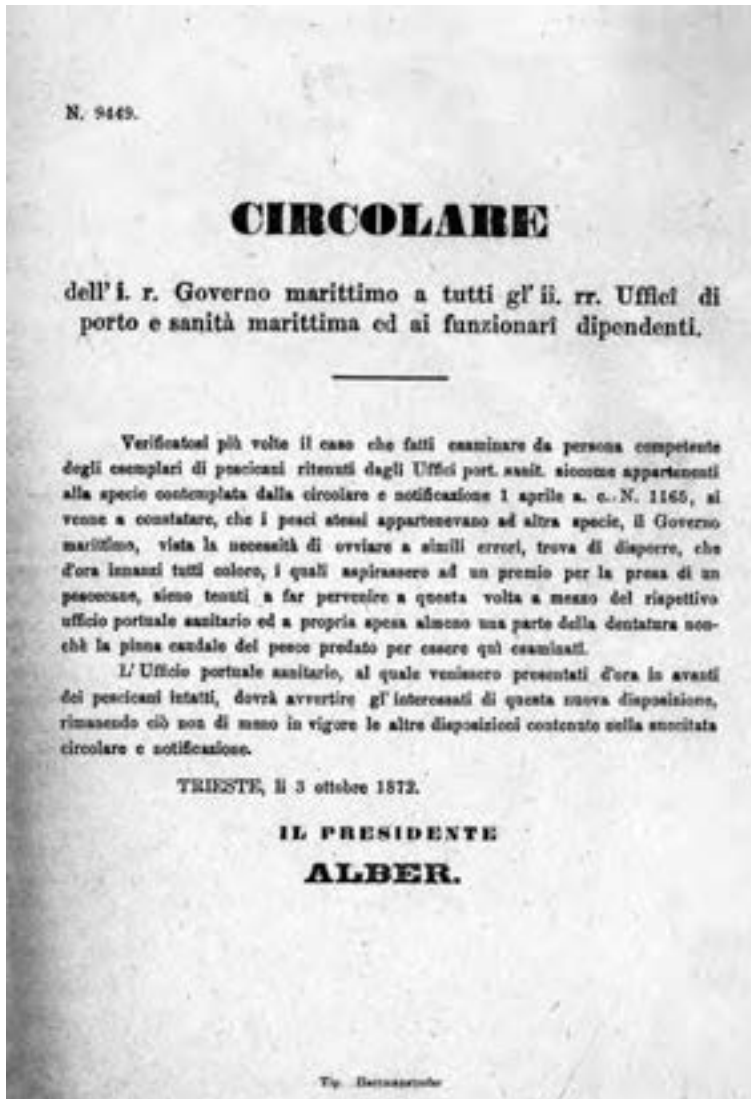 N. 9449.
CIRCOLARE
dell' i. r. Governo marittimo a tutti gl' ii. rr. Ufficî di
porto e sanità marittima ed ai funzionarî dipendenti.
Verificatosi più volte il caso che fatti esaminare da persona competente
degli esemplari di pescicani ritenuti dagli Uffici port. sanit. siccome appartenenti
alla specie contemplata dalla circolare e notificazione 1 aprile a. c. N. 1165, si
venne a constatare, che i pesci stessi appartenevano ad altra specie, il Governo
marittimo, vista la necessità di ovviare a simili errori, trova di disporre, che
d'ora innanzi tutti coloro, i quali aspirassero ad un premio per la presa di un
pescecane, sieno tenuti a far pervenire a questa volta a mezzo del rispettivo
ufficio portuale sanitario ed a propria spesa almeno una parte della dentatura non-
chè la pinna caudale del pesce predato per essere quì esaminati.
L' Ufficio portuale sanitario, al quale venissero presentati d'ora in avanti
dei pescicani intatti, dovrà avvertire gl' interessati di questa nuova disposizione,
rimanendo ciò non di meno in vigore le altre disposizioni contenute nella succitata
circolare e notificazione.
TRIESTE, li 3 ottobre 1872.
IL PRESIDENTE
ALBER.
Tip.